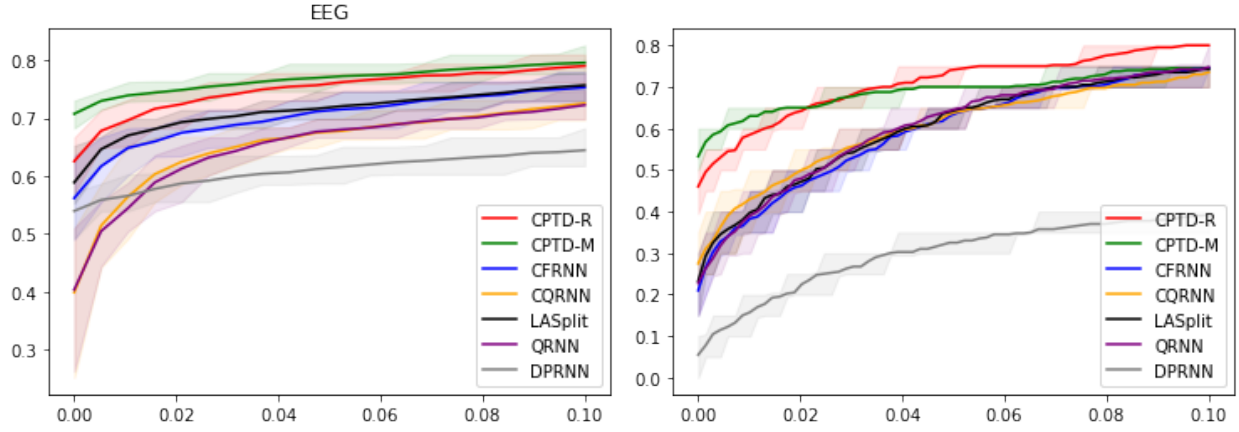 EEG
0.8
0.7
0.6
0.5
0.4
0.3
0.00 0.02 0.04 0.06 0.08 0.10
CPTD-R
CPTD-M
CFRNN
CQRNN
LASplit
QRNN
DPRNN
0.8
0.7
0.6
0.5
0.4
0.3
0.2
0.1
0.0
0.00 0.02 0.04 0.06 0.08 0.10
CPTD-R
CPTD-M
CFRNN
CQRNN
LASplit
QRNN
DPRNN